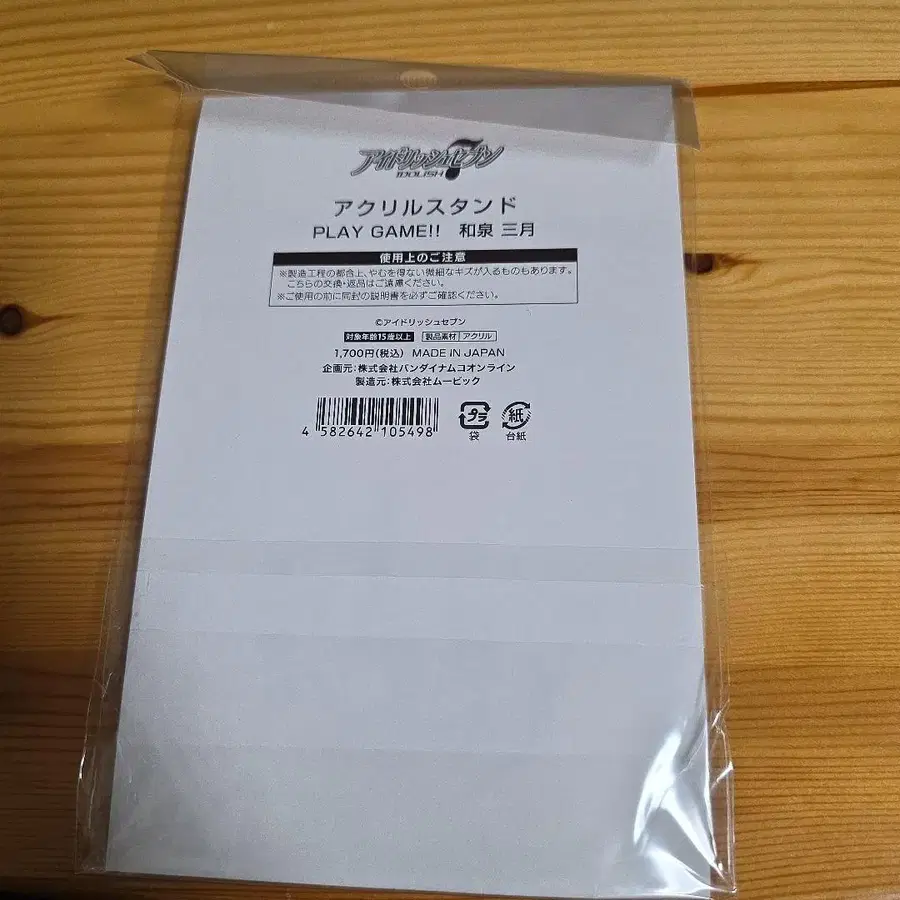 アイドリッシュセブン
IDOLISH7
アクリルスタンド
PLAY GAME!! 和泉 三月
使用上のご注意
※製造工程の都合上、やむを得ない微細なキズが入るものもあります。
こちらの交換・返品はご遠慮ください。
※ご使用の前に同封の説明書を必ずご確認ください。
©アイドリッシュセブン
対象年齢15歳以上 製品素材 アクリル
1,700円(税込) MADE IN JAPAN
企画元:株式会社バンダイナムコオンライン
製造元:株式会社ムービック
4 582642 105498
プラ 紙
袋 台紙